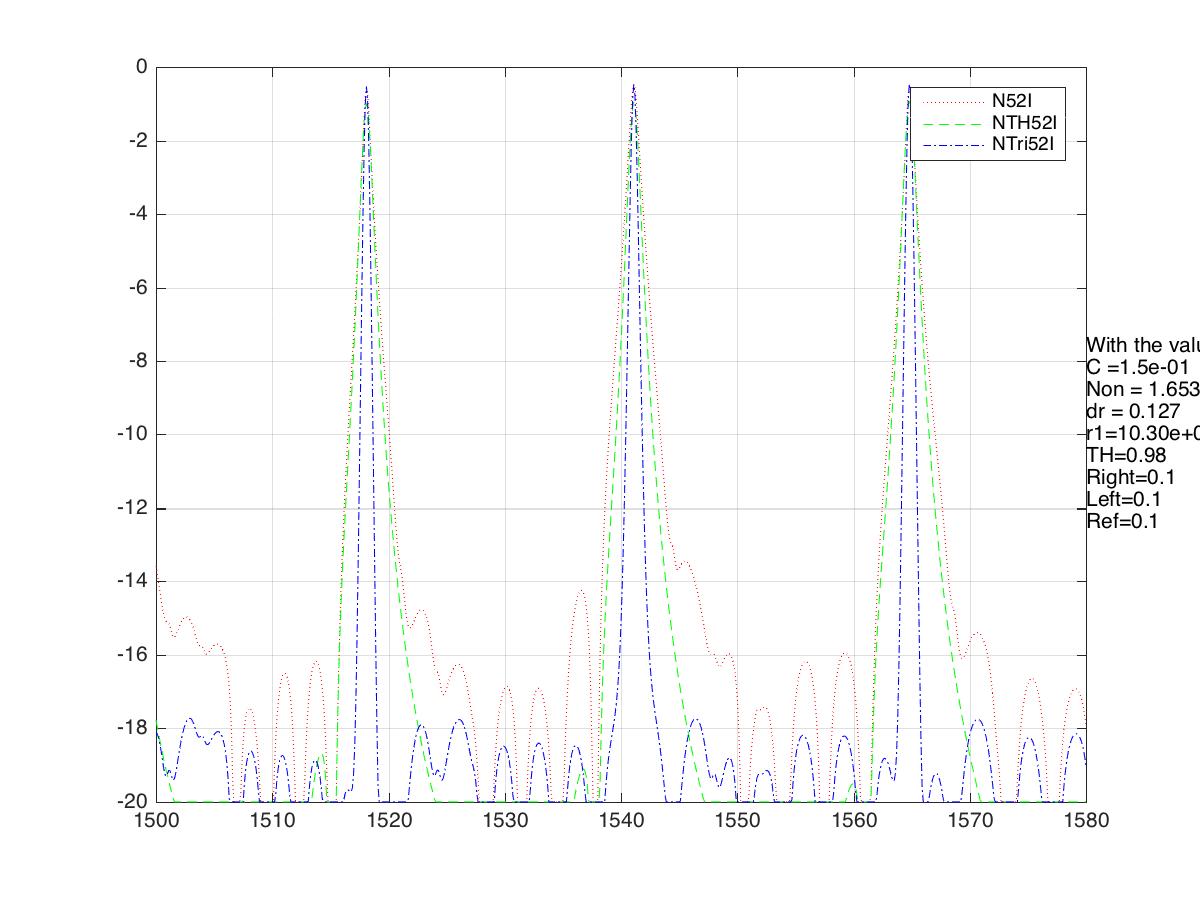 0
-2
-4
-6
-8
-10
-12
-14
-16
-18
-20
1500 1510 1520 1530 1540 1550 1560 1570 1580
N52I
NTH52I
NTri52I
With the
C =1.5e-01
Non = 1.653
dr = 0.127
r1=10.30e+0
TH=0.98
Right=0.1
Left=0.1
Ref=0.1